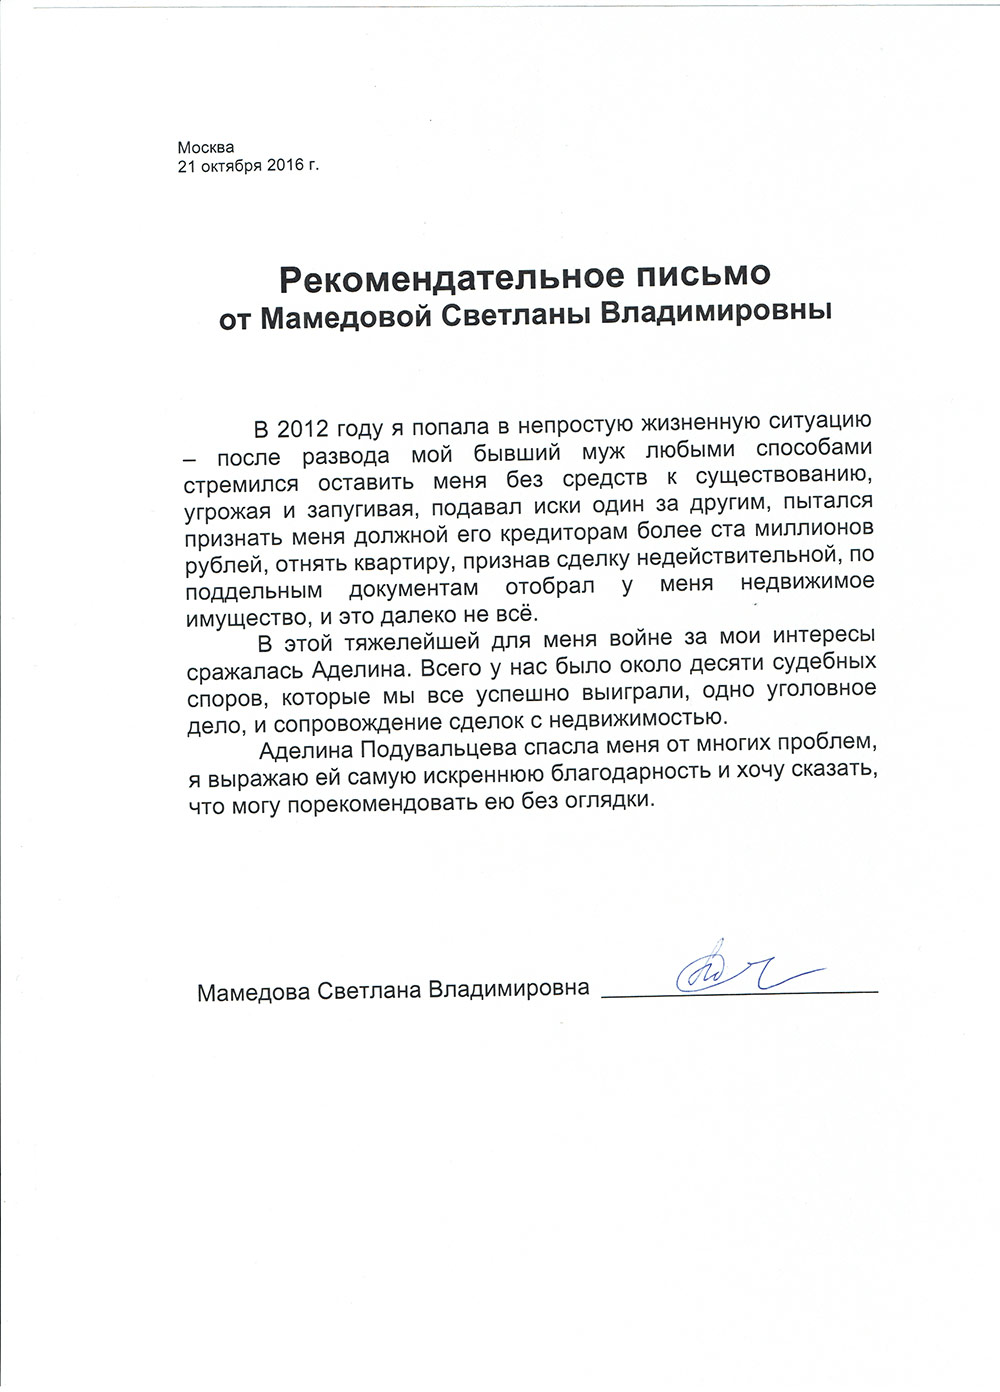 Москва
21 октября 2016 г.
Рекомендательное письмо
от Мамедовой Светланы Владимировны
В 2012 году я попала в непростую жизненную ситуацию
– после развода мой бывший муж любыми способами
стремился оставить меня без средств к существованию,
угрожая и запугивая, подавал иски один за другим, пытался
признать меня должной его кредиторам более ста миллионов
рублей, отнять квартиру, признав сделку недействительной, по
поддельным документам отобрал у меня недвижимое
имущество, и это далеко не всё.
В этой тяжелейшей для меня войне за мои интересы
сражалась Аделина. Всего у нас было около десяти судебных
споров, которые мы все успешно выиграли, одно уголовное
дело, и сопровождение сделок с недвижимостью.
Аделина Подувальцева спасла меня от многих проблем,
я выражаю ей самую искреннюю благодарность и хочу сказать,
что могу порекомендовать ею без оглядки.
Мамедова Светлана Владимировна